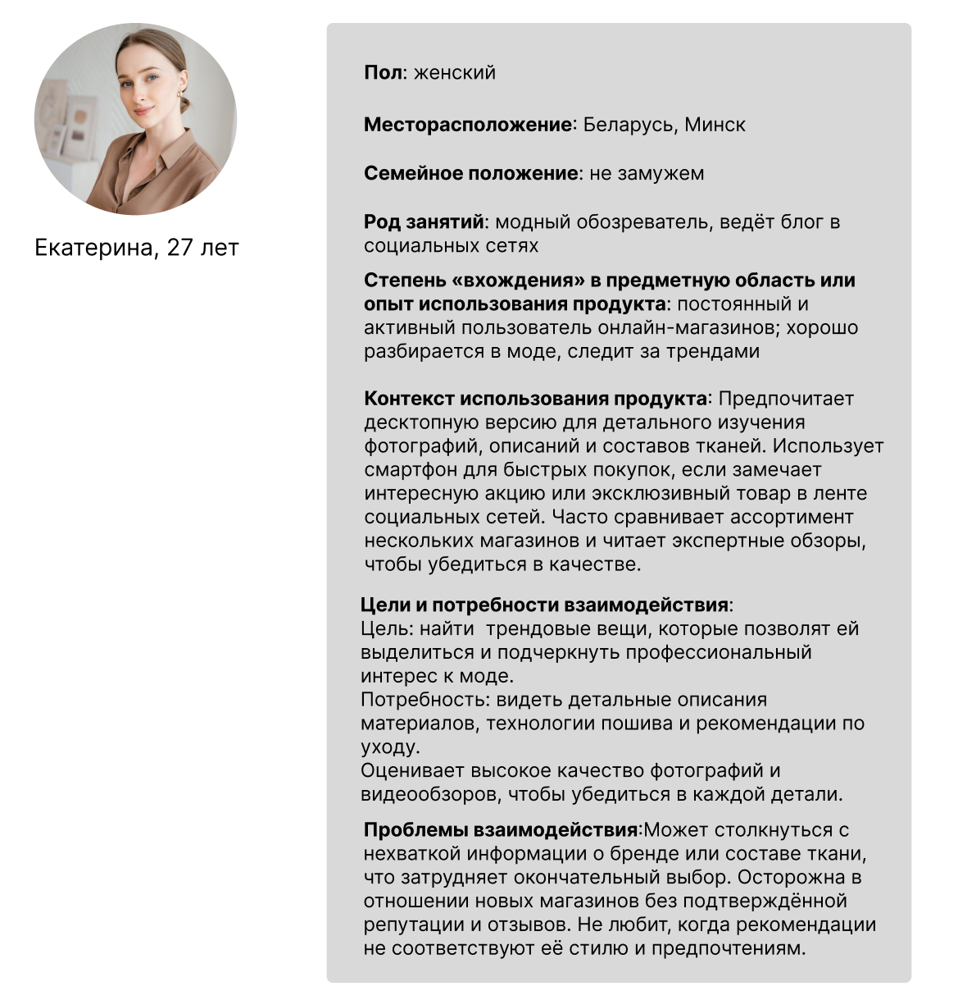 Екатерина, 27 лет
Пол: женский
Месторасположение: Беларусь, Минск
Семейное положение: не замужем
Род занятий: модный обозреватель, ведёт блог в
социальных сетях
Степень «вхождения» в предметную область или
опыт использования продукта: постоянный и
активный пользователь онлайн-магазинов; хорошо
разбирается в моде, следит за трендами
Контекст использования продукта: Предпочитает
десктопную версию для детального изучения
фотографий, описаний и составов тканей. Использует
смартфон для быстрых покупок, если замечает
интересную акцию или эксклюзивный товар в ленте
социальных сетей. Часто сравнивает ассортимент
нескольких магазинов и читает экспертные обзоры,
чтобы убедиться в качестве.
Цели и потребности взаимодействия:
Цель: найти  трендовые вещи, которые позволят ей
выделиться и подчеркнуть профессиональный
интерес к моде.
Потребность: видеть детальные описания
материалов, технологии пошива и рекомендации по
уходу.
Оценивает высокое качество фотографий и
видеообзоров, чтобы убедиться в каждой детали.
Проблемы взаимодействия:Может столкнуться с
нехваткой информации о бренде или составе ткани,
что затрудняет окончательный выбор. Осторожна в
отношении новых магазинов без подтверждённой
репутации и отзывов. Не любит, когда рекомендации
не соответствуют её стилю и предпочтениям.